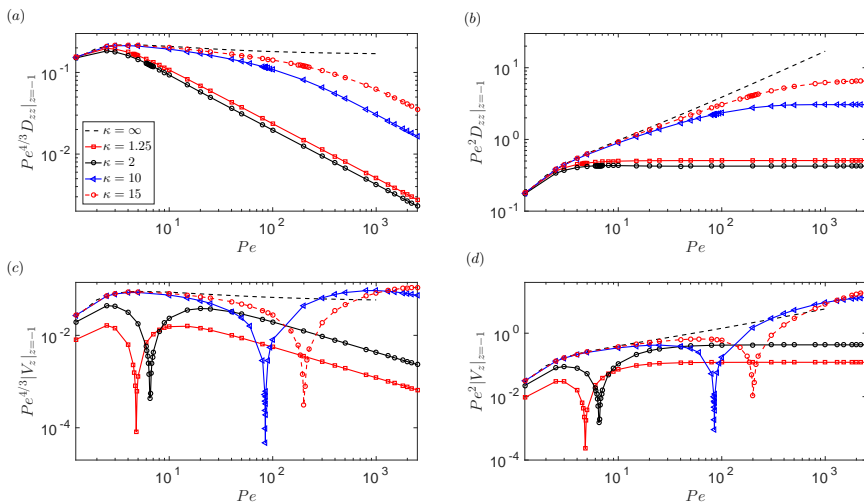 (a)
Pe^{4/3} D_{zz}|_{z=-1}
10^{-1}
10^{-2}
κ = ∞
κ = 1.25
κ = 2
κ = 10
κ = 15
10^1 10^2 10^3
Pe
(b)
Pe^2 D_{zz}|_{z=-1}
10^1
10^0
10^{-1}
10^1 10^2 10^3
Pe
(c)
Pe^{4/3}|V_z|_{z=-1}
10^{-2}
10^{-4}
10^1 10^2 10^3
Pe
(d)
Pe^2|V_z|_{z=-1}
10^0
10^{-2}
10^{-4}
10^1 10^2 10^3
Pe